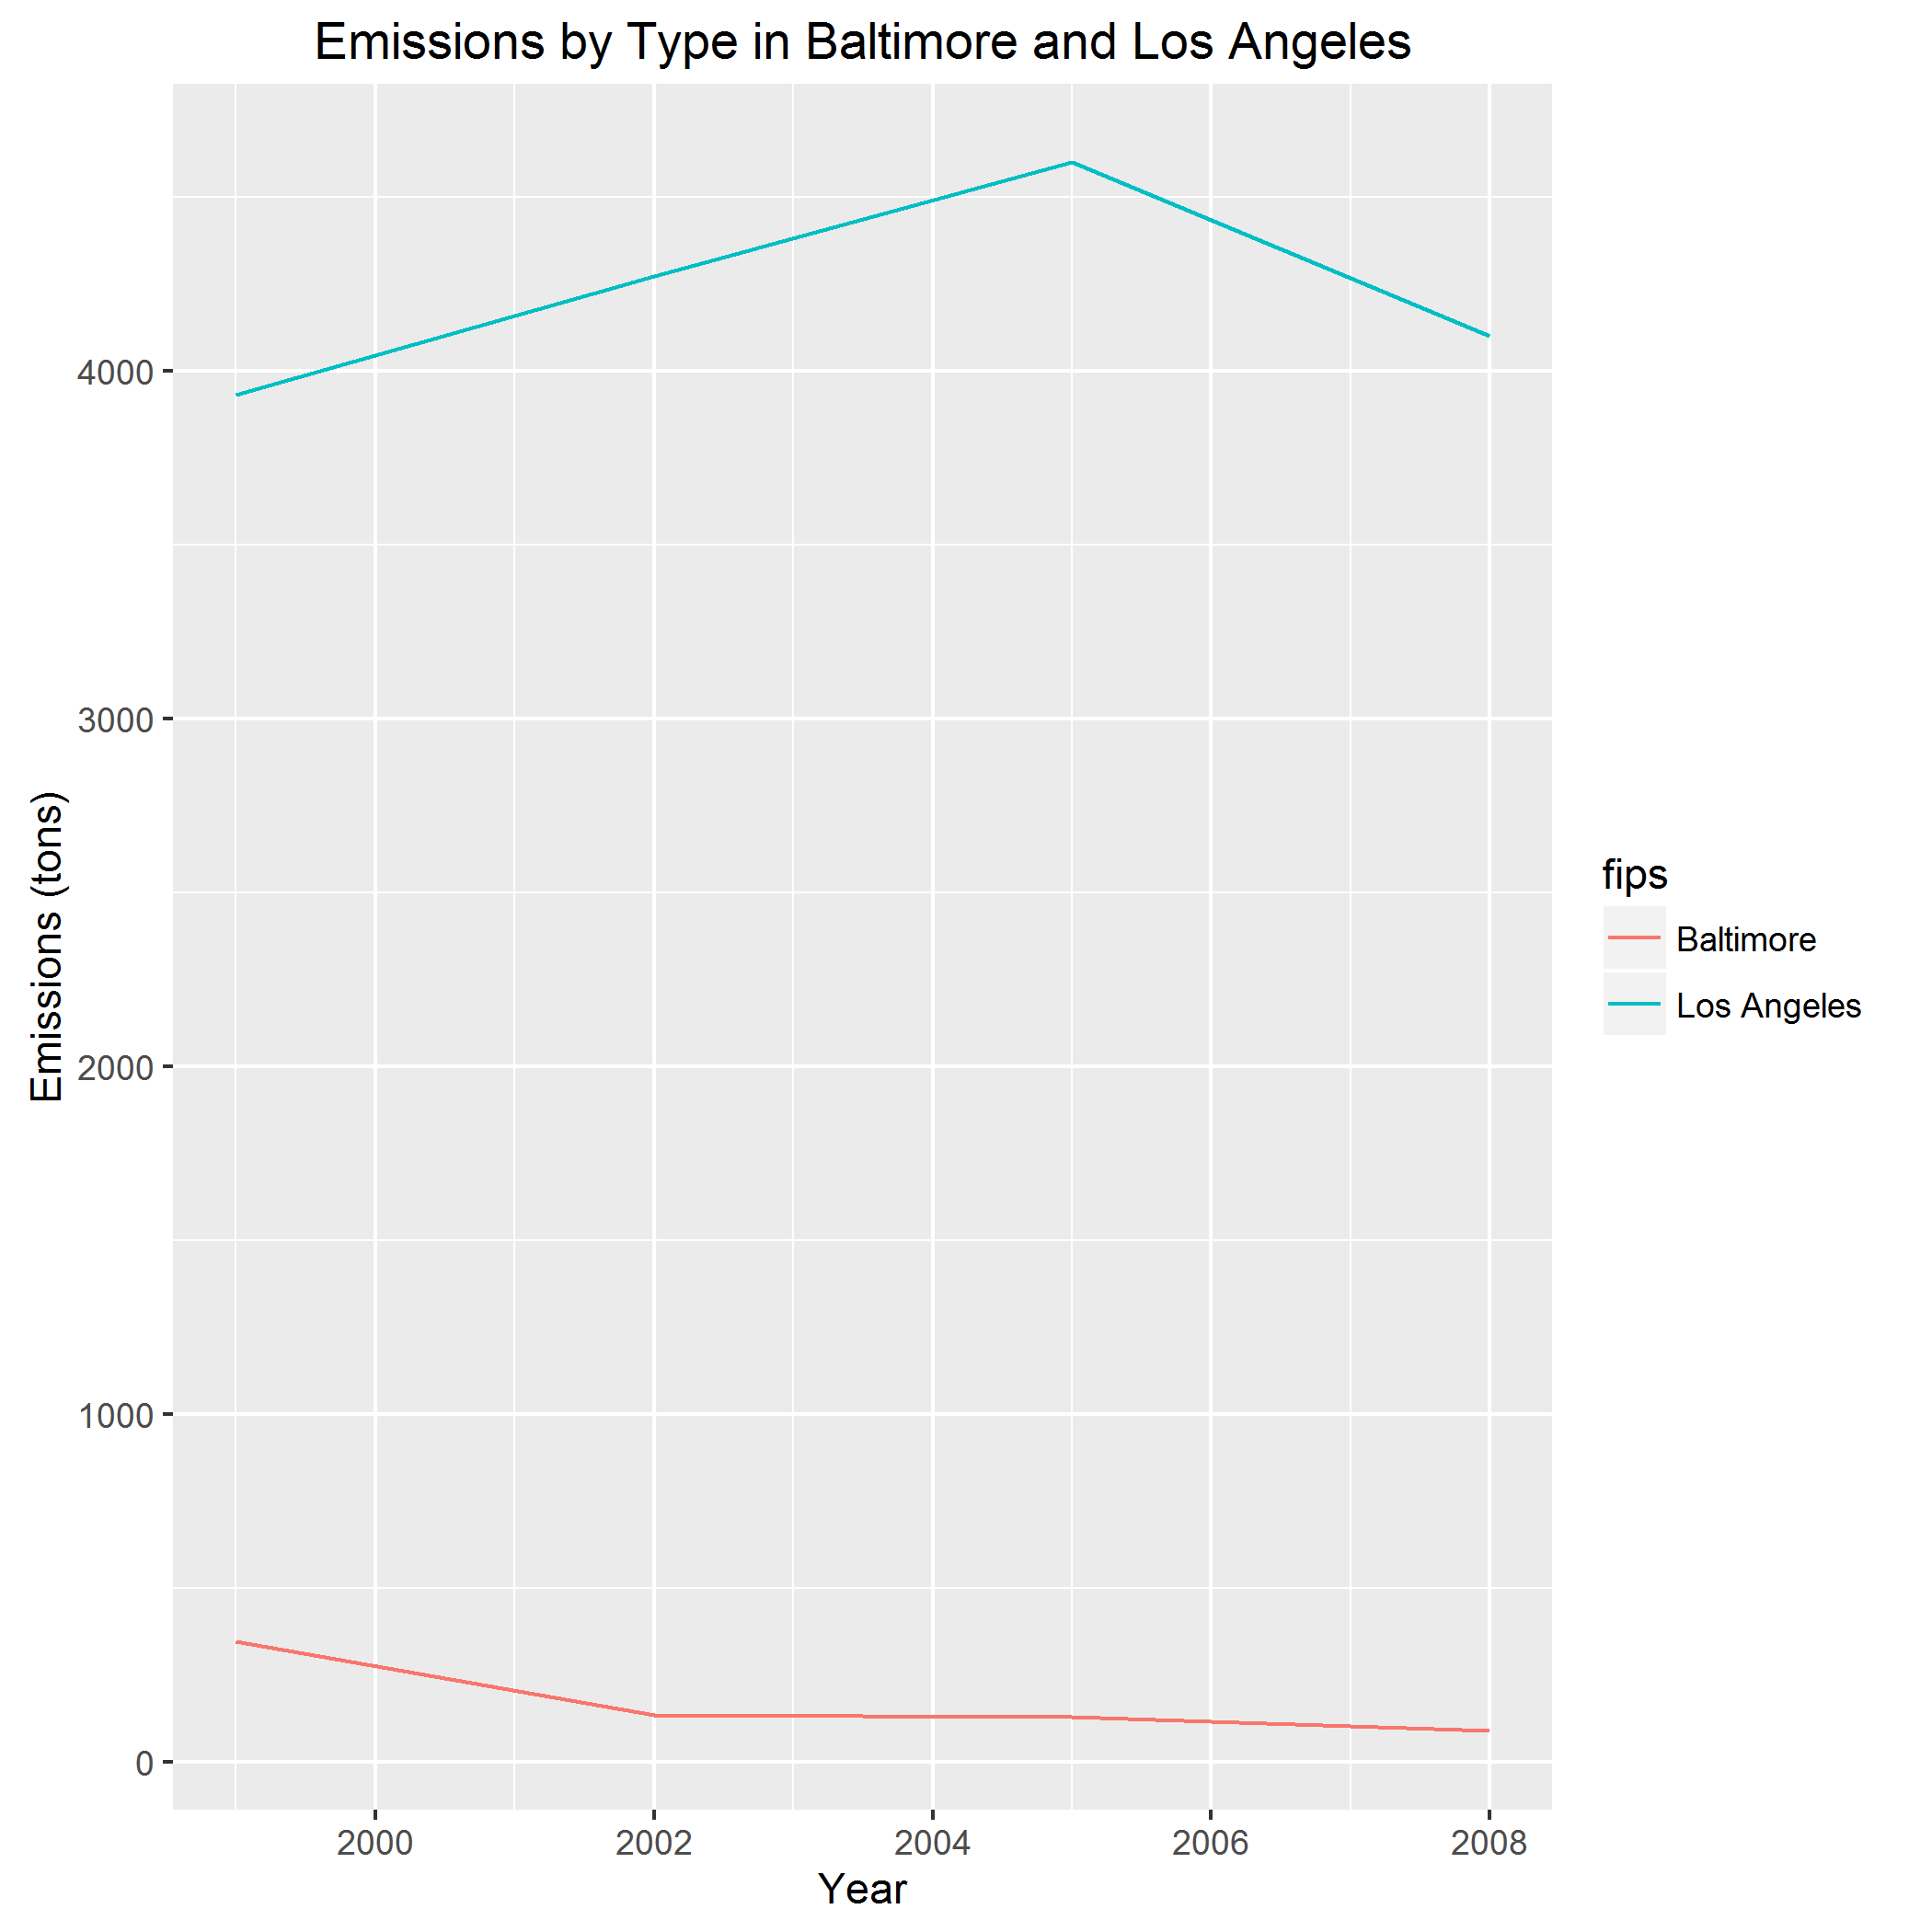 Emissions by Type in Baltimore and Los Angeles
Emissions (tons)
4000
3000
2000
1000
0
2000
2002
2004
2006
2008
Year
fips
Baltimore
Los Angeles